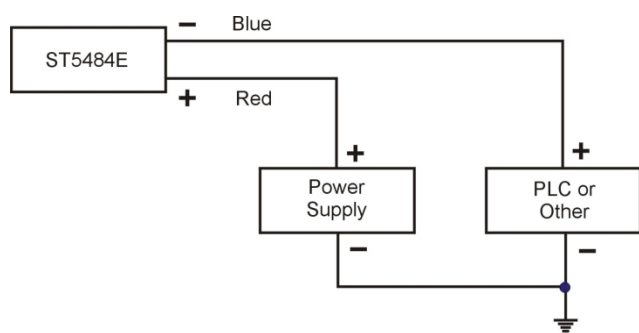 − Blue
ST5484E
+ Red
+
+
Power
Supply
PLC or
Other
−
−